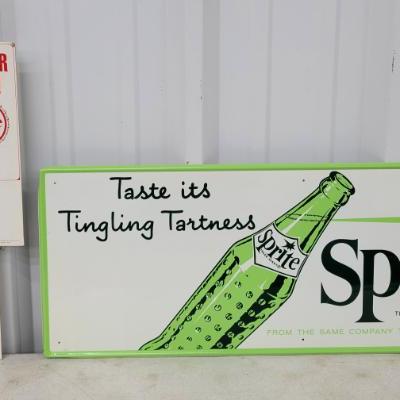 R
Taste its
Tingling Tartness
Sprite
Sp
FROM THE SAME COMPANY